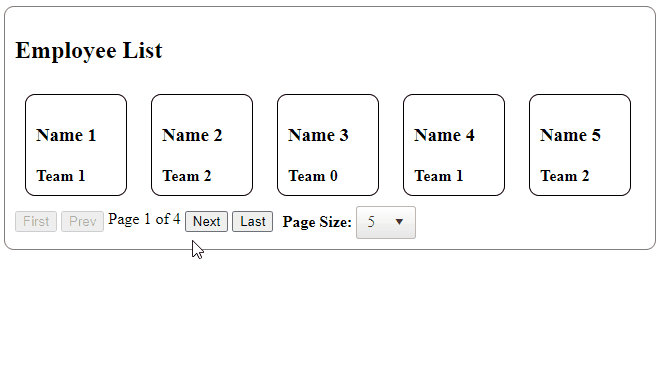 Employee List
Name 1 Name 2 Name 3 Name 4 Name 5
Team 1 Team 2 Team 0 Team 1 Team 2
First Prev Page 1 of 4 Next Last Page Size: 5